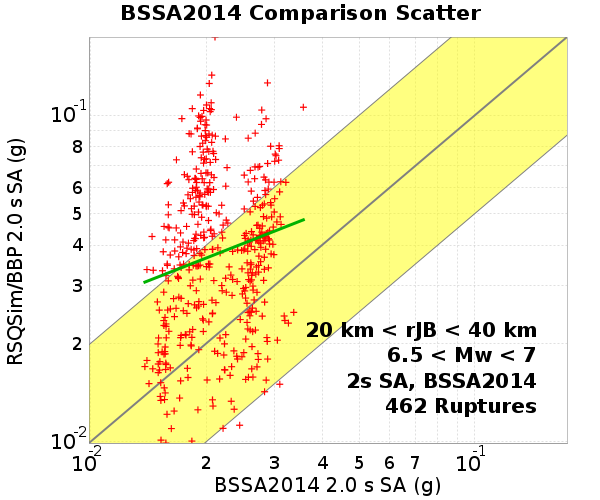 BSSA2014 Comparison Scatter
RSQSim/BBP 2.0 s SA (g)
10-1
8
6
5
4
3
2
10-2
20 km < rJB < 40 km
6.5 < Mw < 7
2s SA, BSSA2014
462 Ruptures
10-2 2 3 4 5 6 7 10-1
BSSA2014 2.0 s SA (g)